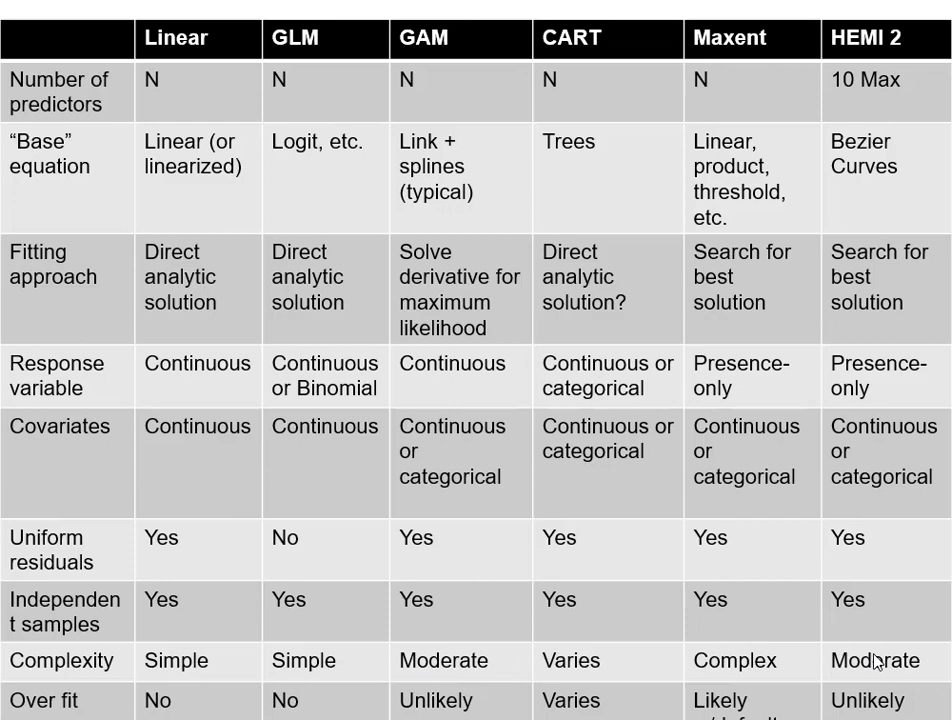 Linear GLM GAM CART Maxent HEMI 2
Number of predictors N N N N N 10 Max
“Base” equation Linear (or linearized) Logit, etc. Link + splines (typical) Trees Linear, product, threshold, etc. Bezier Curves
Fitting approach Direct analytic solution Direct analytic solution Solve derivative for maximum likelihood Direct analytic solution? Search for best solution Search for best solution
Response variable Continuous Continuous or Binomial Continuous Continuous or categorical Presence-only Presence-only
Covariates Continuous Continuous Continuous or categorical Continuous or categorical Continuous or categorical Continuous or categorical
Uniform residuals Yes No Yes Yes Yes Yes
Independent samples Yes Yes Yes Yes Yes Yes
Complexity Simple Simple Moderate Varies Complex Moderate
Over fit No No Unlikely Varies Likely Unlikely